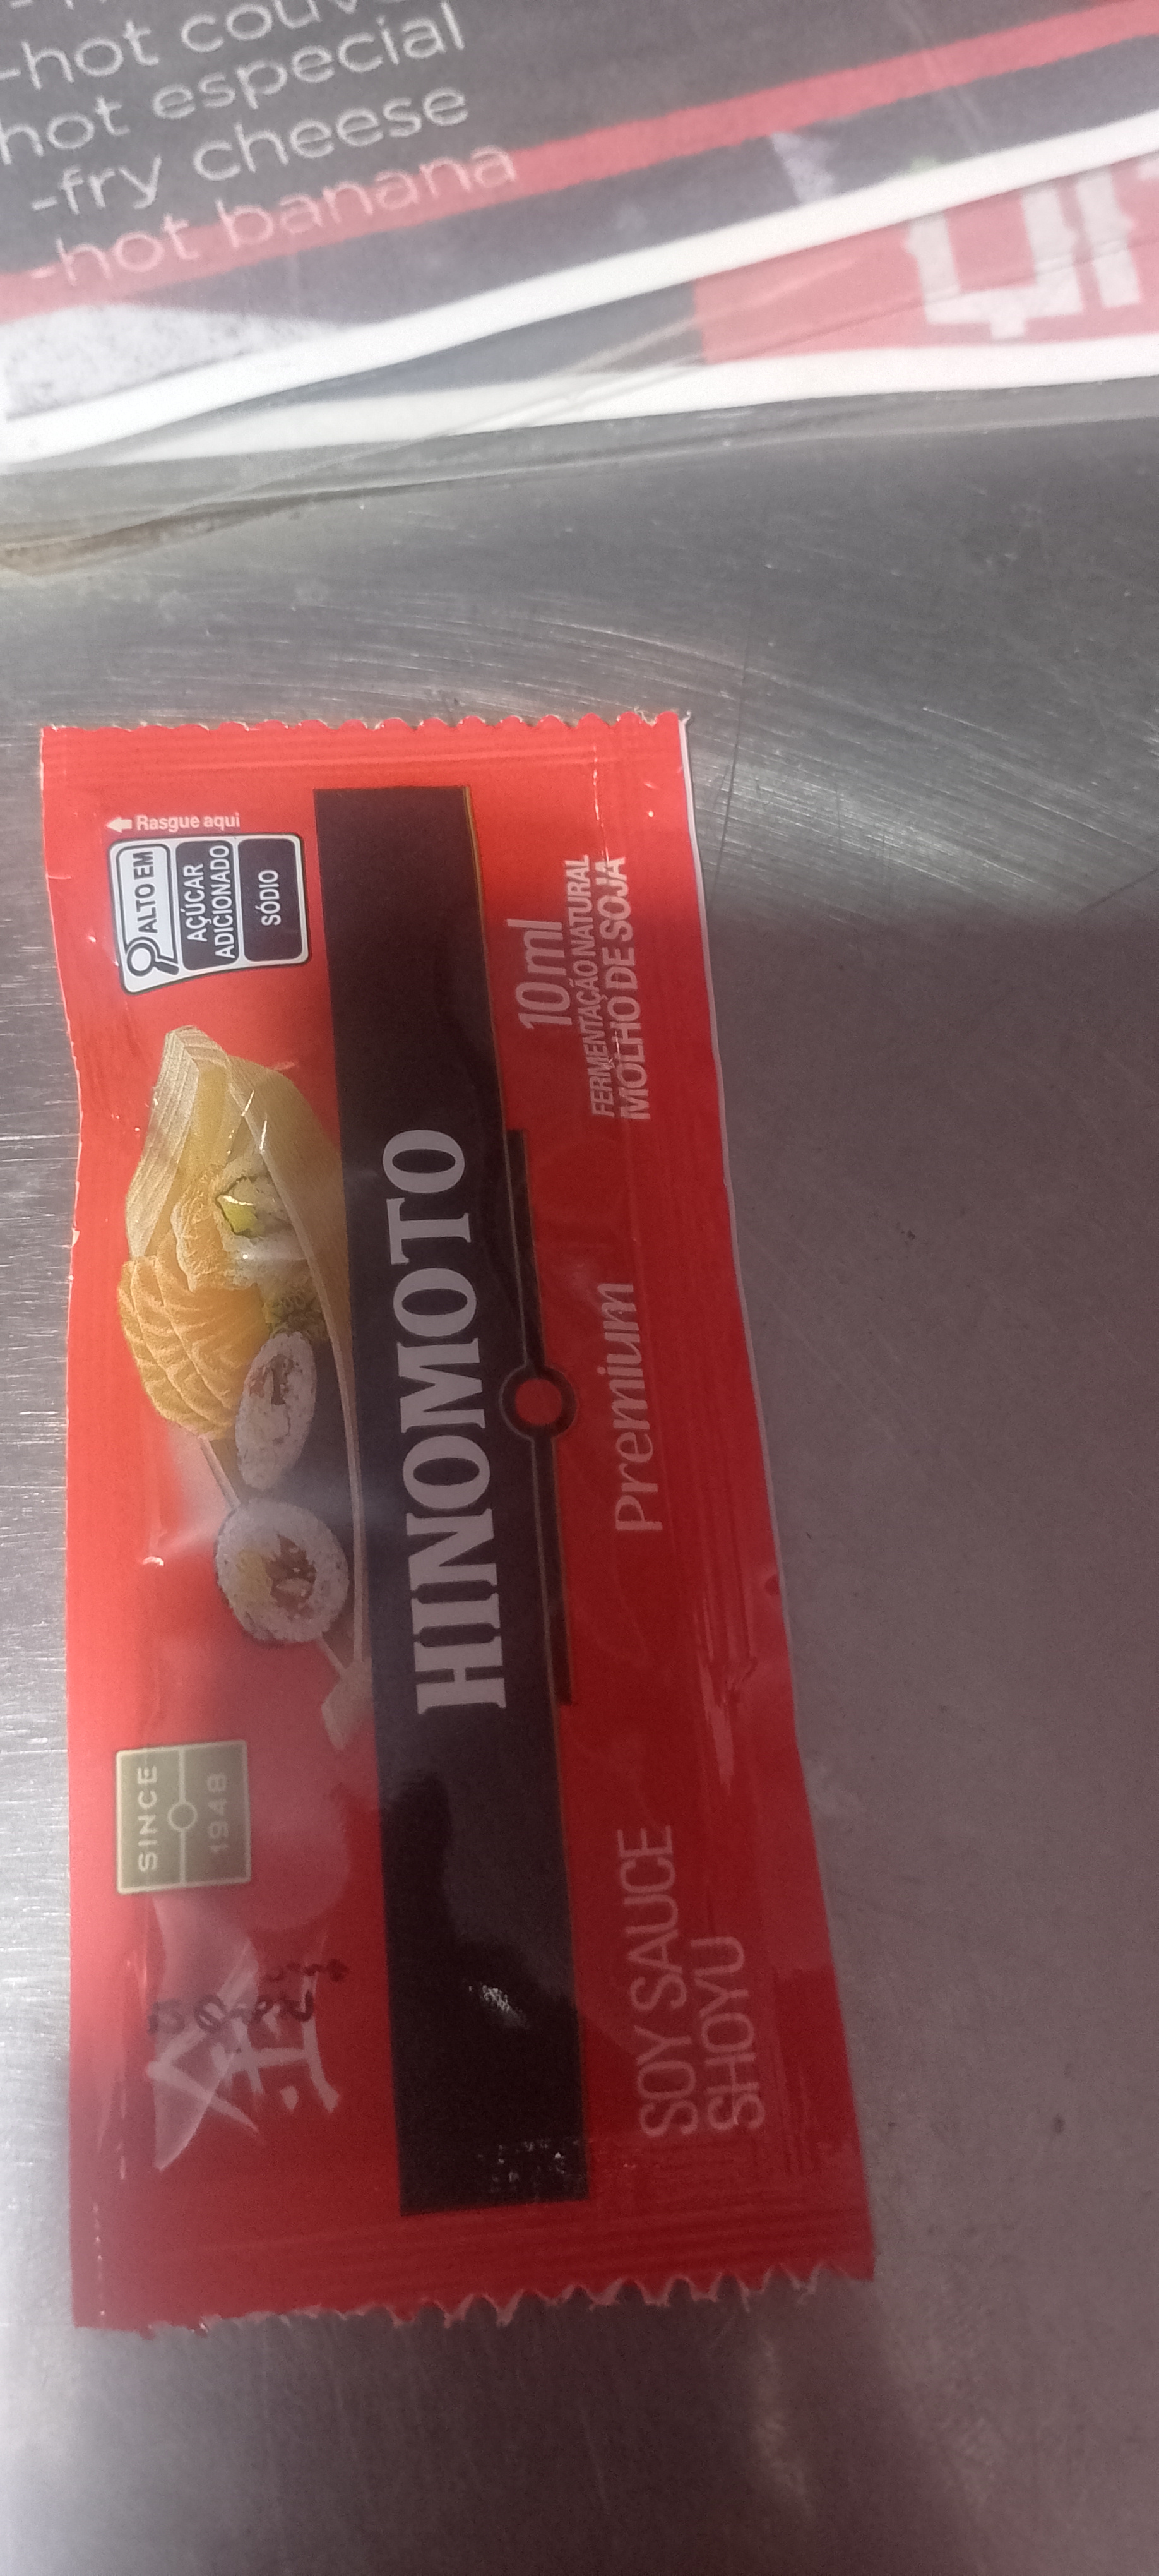 -hot
hot especial
-fry cheese
-hot banana
Rasgue aqui
ALTO EM
AÇÚCAR
ADICIONADO
SÓDIO
SINCE
1948
HINOMOTO
10ml
FERMENTAÇÃO NATURAL
MOLHO DE SOJA
Premium
SOY SAUCE
SHOYU